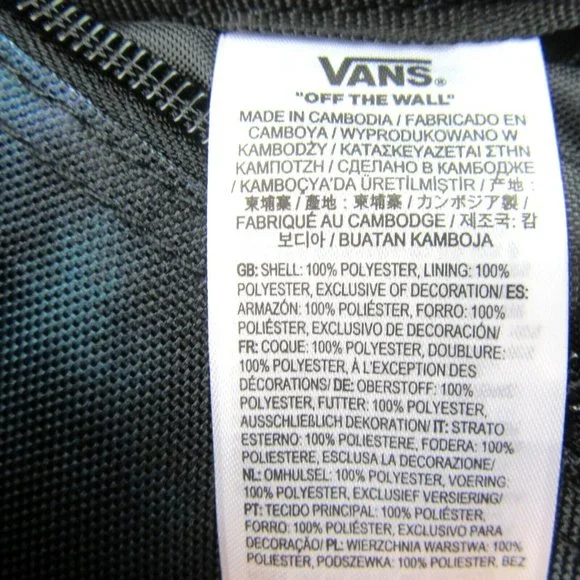 VANS®
"OFF THE WALL"
MADE IN CAMBODIA / FABRICADO EN
CAMBOYA / WYPRODUKOWANO W
KAMBODŻY / ΚΑΤΑΣΚΕΥΑΖΕΤΑΙ ΣΤΗΝ
ΚΑΜΠΟΤΖΗ / СДЕЛАНО В КАМБОДЖЕ
/ KAMBOÇYA'DA ÜRETİLMİŞTİR / 产地 :
柬埔寨 / 產地 : 柬埔寨 / カンボジア製 /
FABRIQUÉ AU CAMBODGE / 제조국: 캄
보디아 / BUATAN KAMBOJA
GB: SHELL: 100% POLYESTER, LINING: 100%
POLYESTER, EXCLUSIVE OF DECORATION/ ES:
ARMAZÓN: 100% POLIÉSTER, FORRO: 100%
POLIÉSTER, EXCLUSIVO DE DECORACIÓN/
FR: COQUE: 100% POLYESTER, DOUBLURE:
100% POLYESTER, À L'EXCEPTION DES
DÉCORATIONS/ DE: OBERSTOFF: 100%
POLYESTER, FUTTER: 100% POLYESTER,
AUSSCHLIEßLICH DEKORATION/ IT: STRATO
ESTERNO: 100% POLIESTERE, FODERA: 100%
POLIESTERE, ESCLUSA LA DECORAZIONE/
NL: OMHULSEL: 100% POLYESTER, VOERING:
100% POLYESTER, EXCLUSIEF VERSIERING/
PT: TECIDO PRINCIPAL: 100% POLIÉSTER,
FORRO: 100% POLIÉSTER, EXCLUSIVO PARA
DECORAÇÃO/ PL: WIERZCHNIA WARSTWA: 100%
POLIESTER, PODSZEWKA: 100% POLIESTER, BEZ